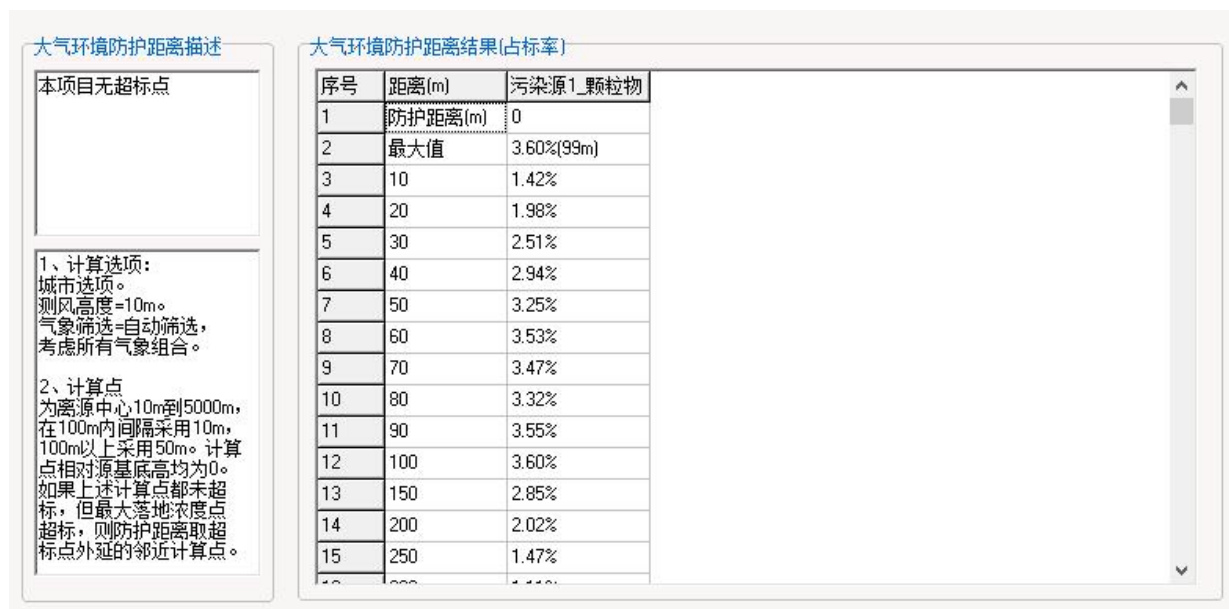 大气环境防护距离描述
本项目无超标点
1、计算选项：
城市选项。
测风高度=10m。
气象筛选=自动筛选，
考虑所有气象组合。
2、计算点
为离源中心10m到5000m，
在100m内间隔采用10m，
100m以上采用50m。计算
点相对源基底高均为0。
如果上述计算点都未超
标，但最大落地浓度点
超标，则防护距离取超
标点外延的邻近计算点。
大气环境防护距离结果(占标率)
序号 距离(m) 污染源1_颗粒物
1 防护距离(m) 0
2 最大值 3.60%(99m)
3 10 1.42%
4 20 1.98%
5 30 2.51%
6 40 2.94%
7 50 3.25%
8 60 3.53%
9 70 3.47%
10 80 3.32%
11 90 3.55%
12 100 3.60%
13 150 2.85%
14 200 2.02%
15 250 1.47%